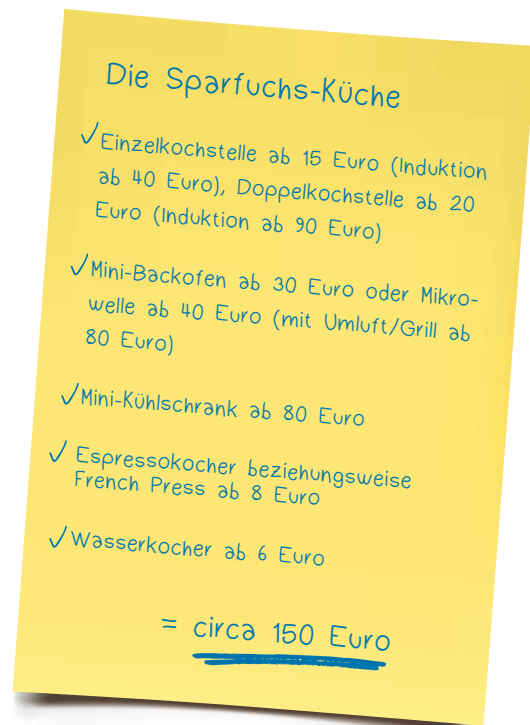 Die Sparfuchs-Küche
✓Einzelkochstelle ab 15 Euro (Induktion
ab 40 Euro), Doppelkochstelle ab 20
Euro (Induktion ab 90 Euro)
✓Mini-Backofen ab 30 Euro oder Mikro-
welle ab 40 Euro (mit Umluft/Grill ab
80 Euro)
✓Mini-Kühlschrank ab 80 Euro
✓Espressokocher beziehungsweise
French Press ab 8 Euro
✓Wasserkocher ab 6 Euro
= circa 150 Euro